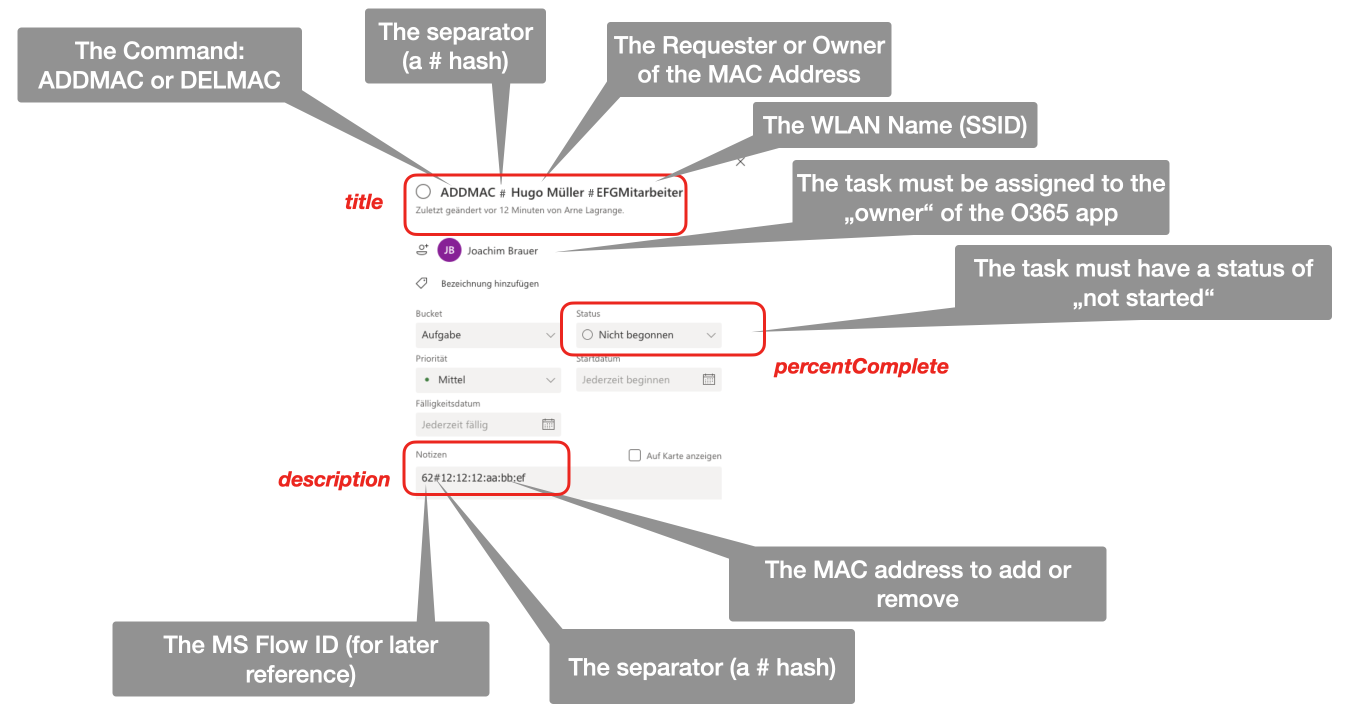 The separator
(a # hash)
The Command:
ADDMAC or DELMAC
The Requester or Owner
of the MAC Address
The WLAN Name (SSID)
title
ADDMAC # Hugo Müller #EFGMitarbeiter
Zuletzt geändert vor 12 Minuten von Arne Lagrange.
The task must be assigned to the
„owner“ of the O365 app
JB Joachim Brauer
Bezeichnung hinzufügen
The task must have a status of
„not started“
Bucket
Status
Aufgabe
Nicht begonnen
percentComplete
Priorität
Startdatum
Mittel
Jederzeit beginnen
Fälligkeitsdatum
Jederzeit fällig
Notizen
Auf Karte anzeigen
description
62#12:12:12:aa:bb:ef
The MAC address to add or
remove
The MS Flow ID (for later
reference)
The separator (a # hash)